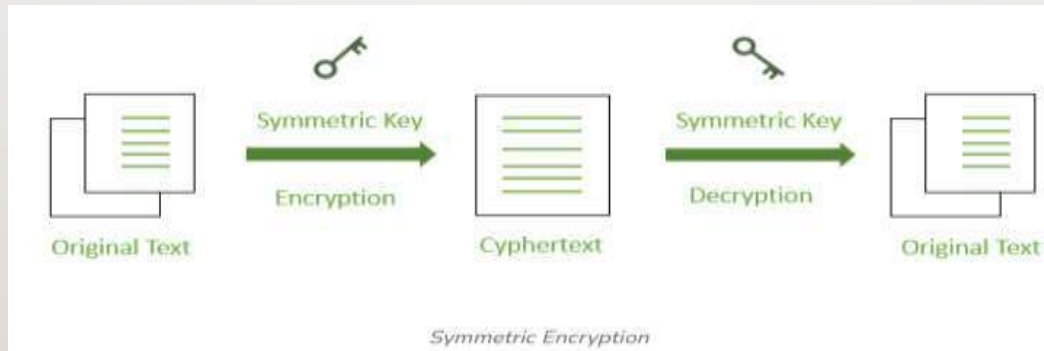 Symmetric Key
Encryption
Symmetric Key
Decryption
Original Text
Cyphertext
Original Text
Symmetric Encryption